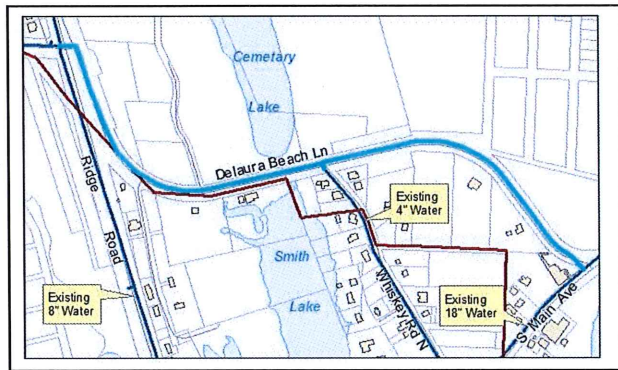 Cemetary
Lake
Delaura Beach Ln
Ridge
Road
Existing
4" Water
Smith
Lake
Whiskey Rd N
Existing
8" Water
Existing
18" Water
S Main Ave